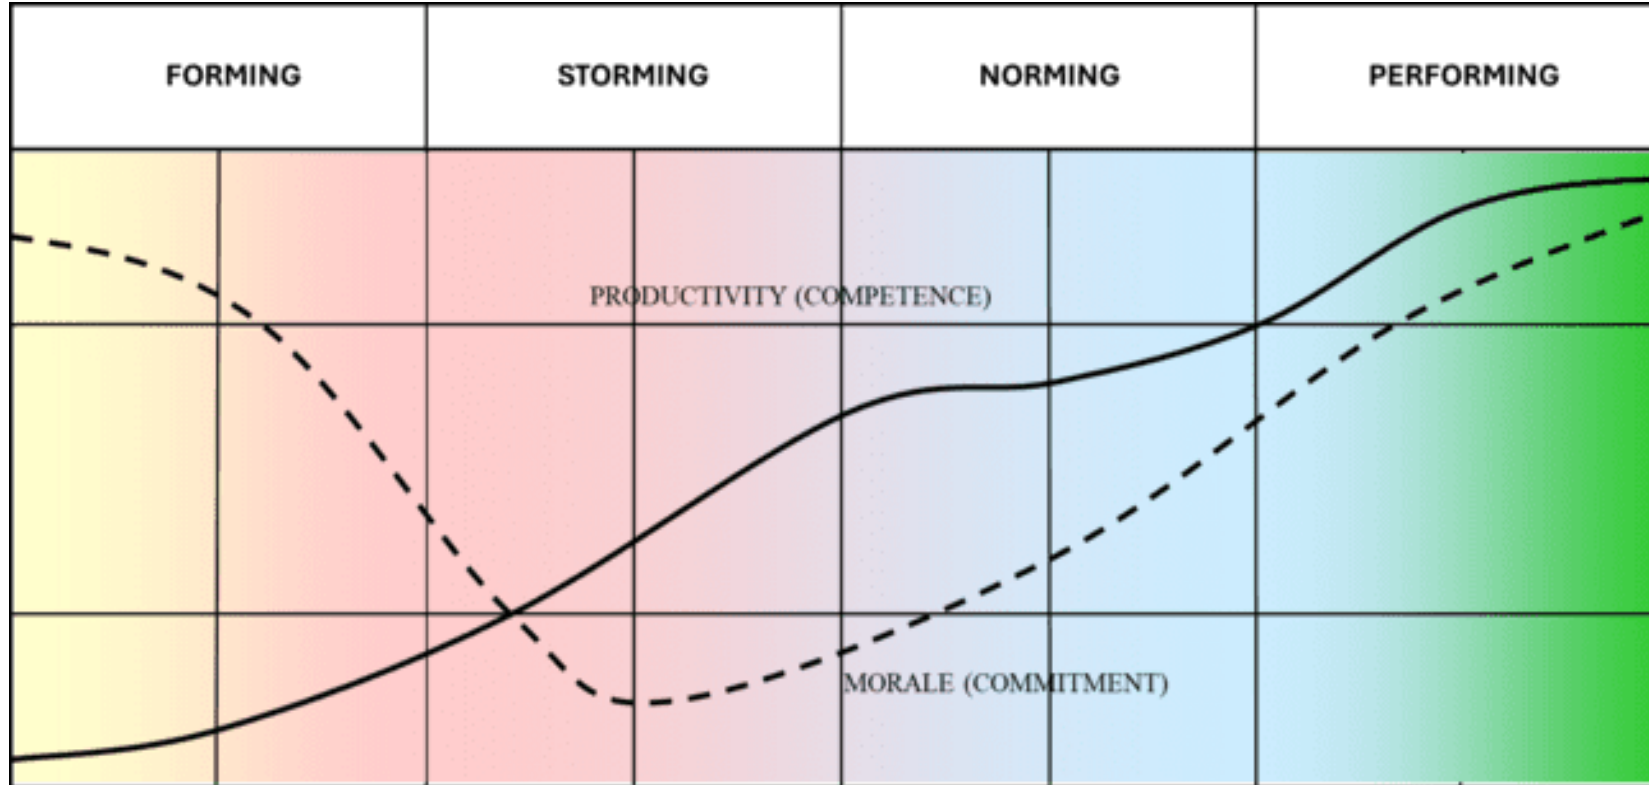 FORMING
STORMING
NORMING
PERFORMING
PRODUCTIVITY (COMPETENCE)
MORALE (COMMITMENT)